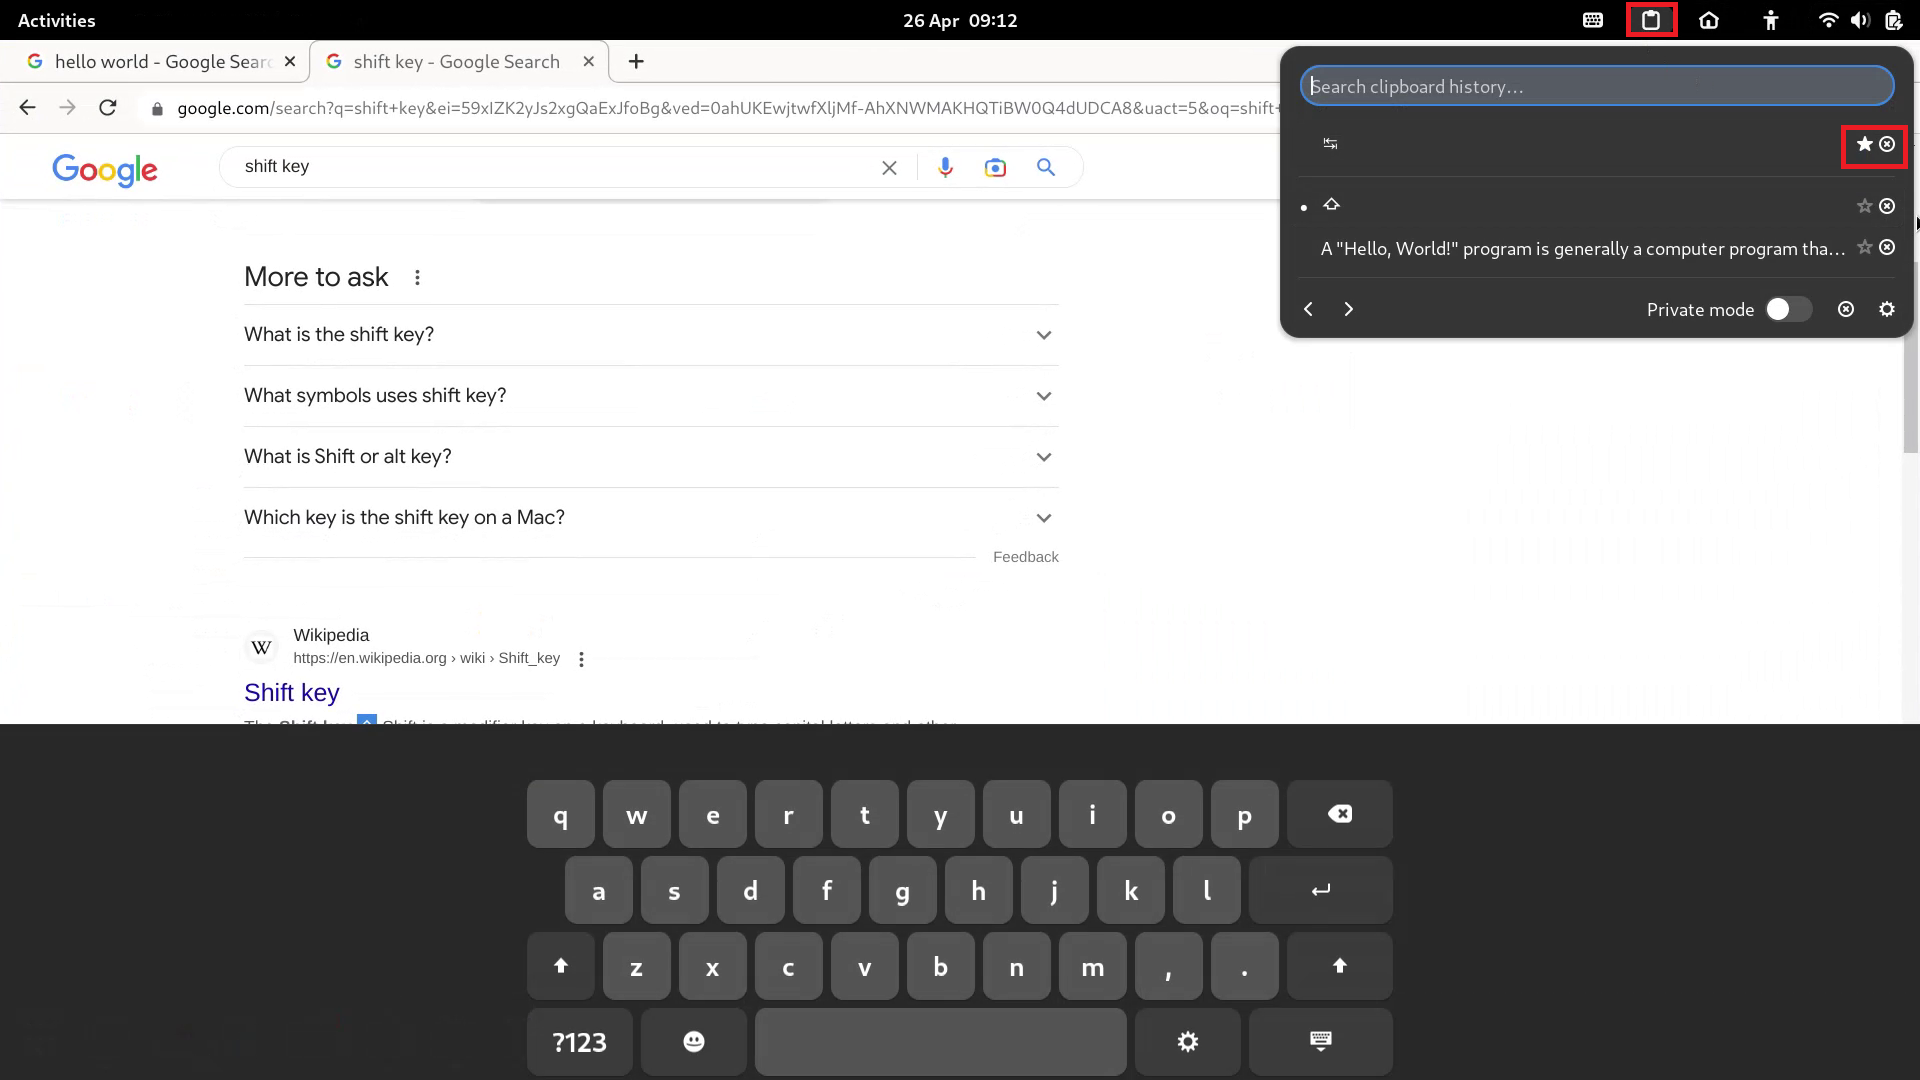 Activities
26 Apr 09:12
hello world - Google Searc
shift key - Google Search
google.com/search?q=shift+key&ei=59xIZK2yJs2xgQaExJfoBg&ved=0ahUKEwjtwfXljMf-AhXNWMAKHQTiBW0Q4dUDCA8&uact=5&oq=shift+
Search clipboard history...
↹
⇧
A "Hello, World!" program is generally a computer program tha...
Private mode
Google
shift key
More to ask
What is the shift key?
What symbols uses shift key?
What is Shift or alt key?
Which key is the shift key on a Mac?
Feedback
W
Wikipedia
https://en.wikipedia.org › wiki › Shift_key
Shift key
q w e r t y u i o p
a s d f g h j k l
z x c v b n m , .
?123